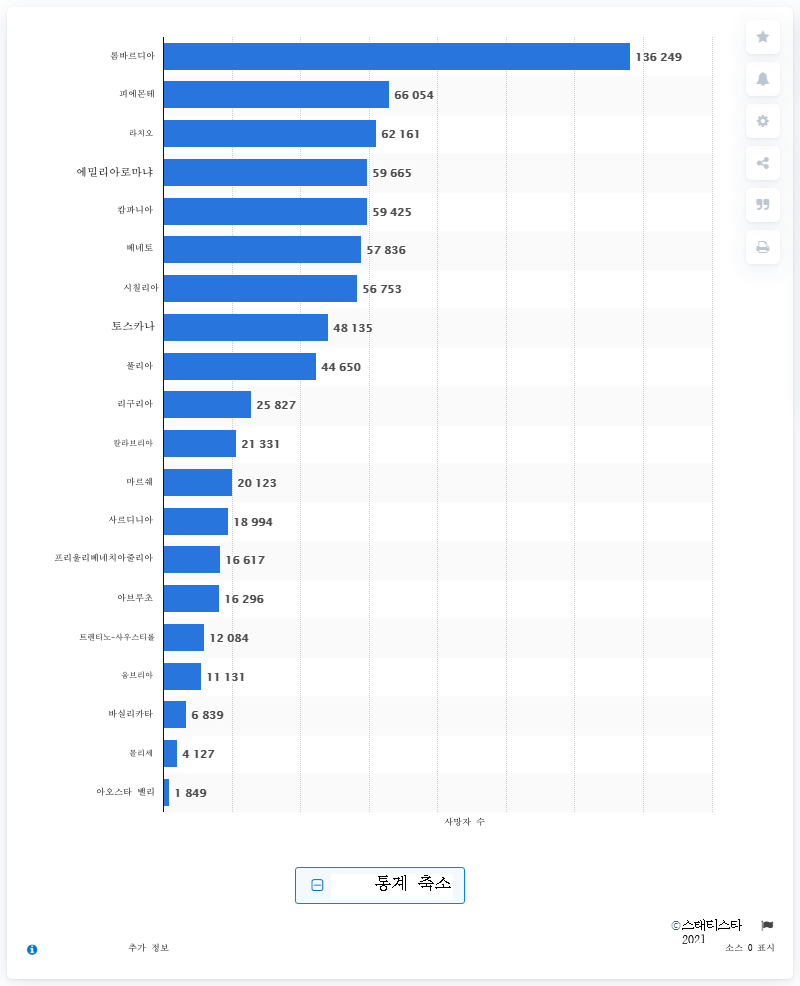 롬바르디아 136 249
피에몬테 66 054
라치오 62 161
에밀리아로마냐 59 665
캄파니아 59 425
베네토 57 836
시칠리아 56 753
토스카나 48 135
풀리아 44 650
리구리아 25 827
칼라브리아 21 331
마르쉐 20 123
사르디니아 18 994
프리울리베네치아줄리아 16 617
아브루초 16 296
트렌티노-사우스티롤 12 084
움브리아 11 131
바실리카타 6 839
몰리세 4 127
아오스타 밸리 1 849
사망자 수
통계 축소
©스태티스타
2021
추가 정보
소스 0 표시